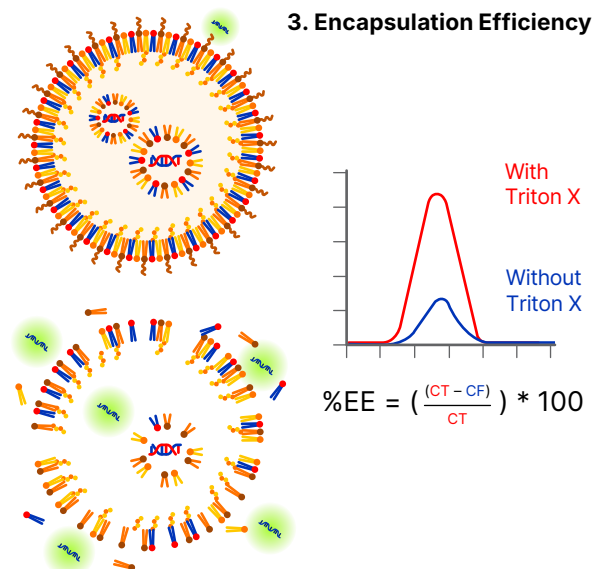 3. Encapsulation Efficiency
With
Triton X
Without
Triton X
%EE = ( (CT – CF) / CT ) * 100